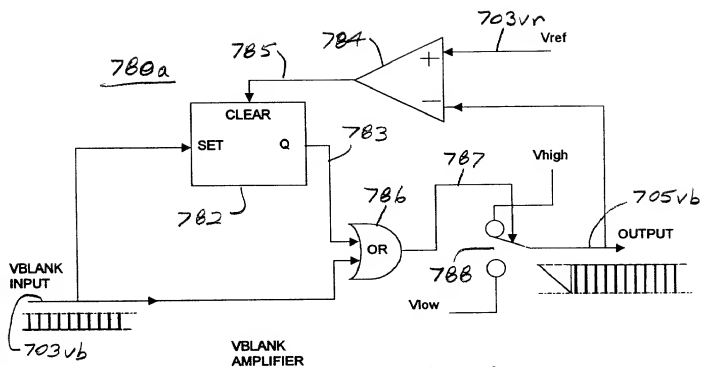 703vr
Vref
784
785
780a
+
−
CLEAR
SET
Q
783
782
787
Vhigh
786
OR
705vb
OUTPUT
788
Vlow
VBLANK
INPUT
703vb
VBLANK
AMPLIFIER